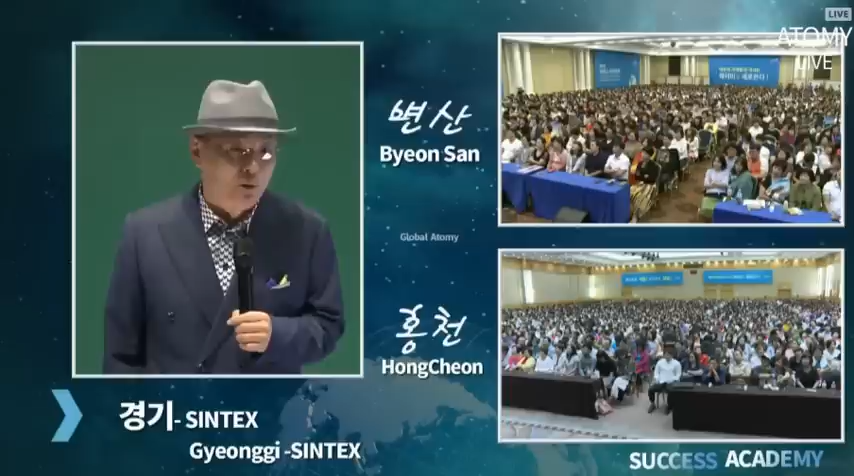 LIVE
ATOMY
LIVE
변산
Byeon San
Global Atomy
홍천
HongCheon
경기- SINTEX
Gyeonggi -SINTEX
SUCCESS ACADEMY